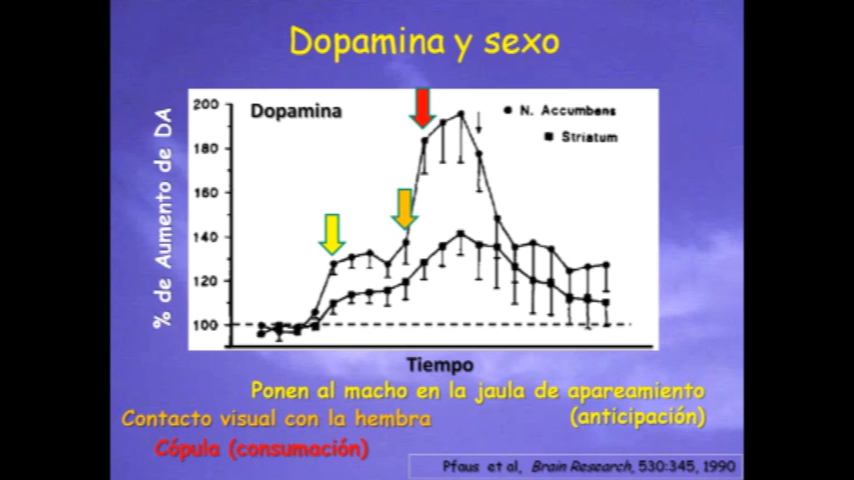 Dopamina y sexo
% de Aumento de DA
Dopamina
N. Accumbens
Striatum
200
180
160
140
120
100
Tiempo
Ponen al macho en la jaula de apareamiento
(anticipación)
Contacto visual con la hembra
Cópula (consumación)
Pfaus et al, Brain Research, 530:345, 1990